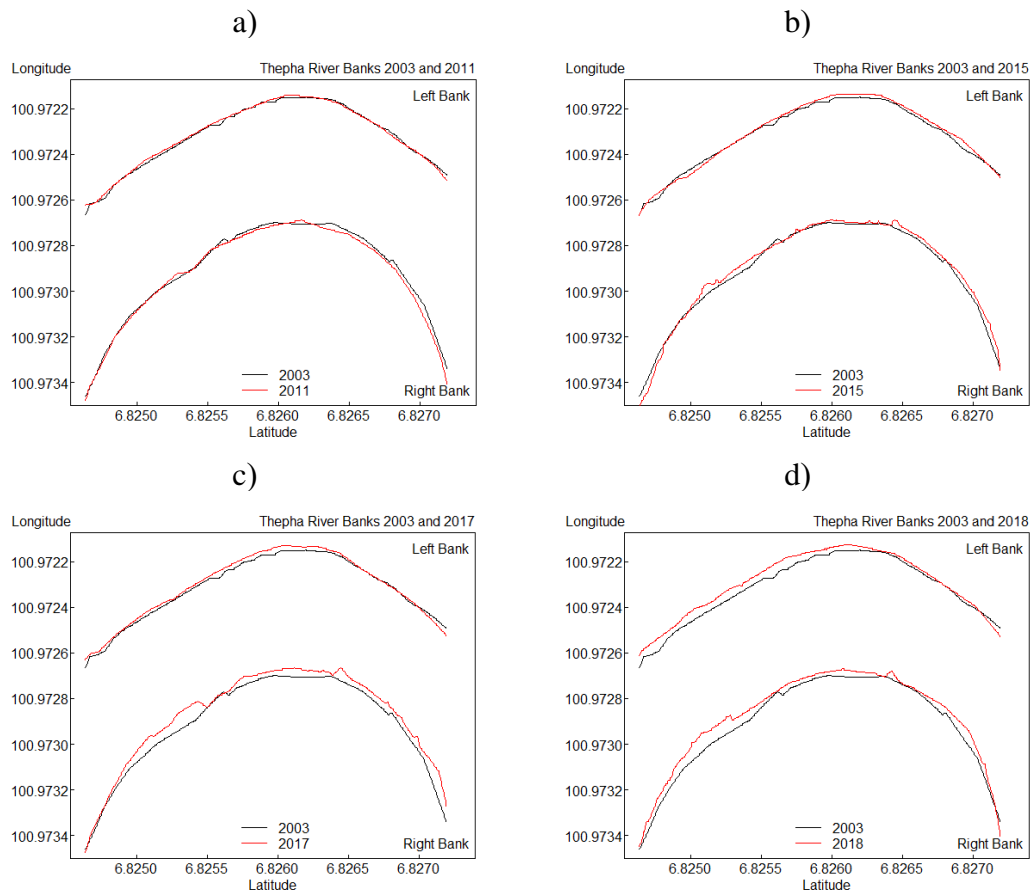 a)
Longitude Thepha River Banks 2003 and 2011
Left Bank
100.9722
100.9724
100.9726
100.9728
100.9730
100.9732
100.9734
2003
2011 Right Bank
6.8250 6.8255 6.8260 6.8265 6.8270
Latitude
b)
Longitude Thepha River Banks 2003 and 2015
Left Bank
100.9722
100.9724
100.9726
100.9728
100.9730
100.9732
100.9734
2003
2015 Right Bank
6.8250 6.8255 6.8260 6.8265 6.8270
Latitude
c)
Longitude Thepha River Banks 2003 and 2017
Left Bank
100.9722
100.9724
100.9726
100.9728
100.9730
100.9732
100.9734
2003
2017 Right Bank
6.8250 6.8255 6.8260 6.8265 6.8270
Latitude
d)
Longitude Thepha River Banks 2003 and 2018
Left Bank
100.9722
100.9724
100.9726
100.9728
100.9730
100.9732
100.9734
2003
2018 Right Bank
6.8250 6.8255 6.8260 6.8265 6.8270
Latitude